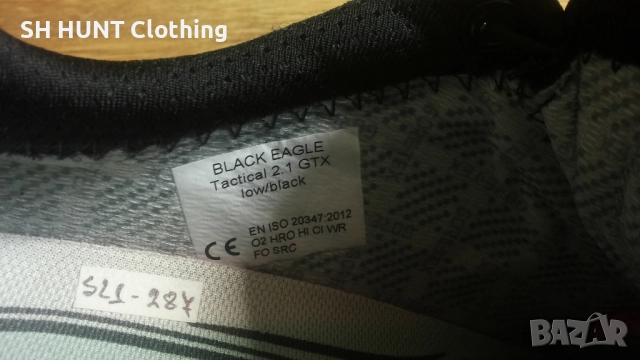 SH HUNT Clothing
BLACK EAGLE
Tactical 2.1 GTX
low/black
EN ISO 20347:2012
O2 HRO HI CI WR
FO SRC
CE
S21-287
BAZAR